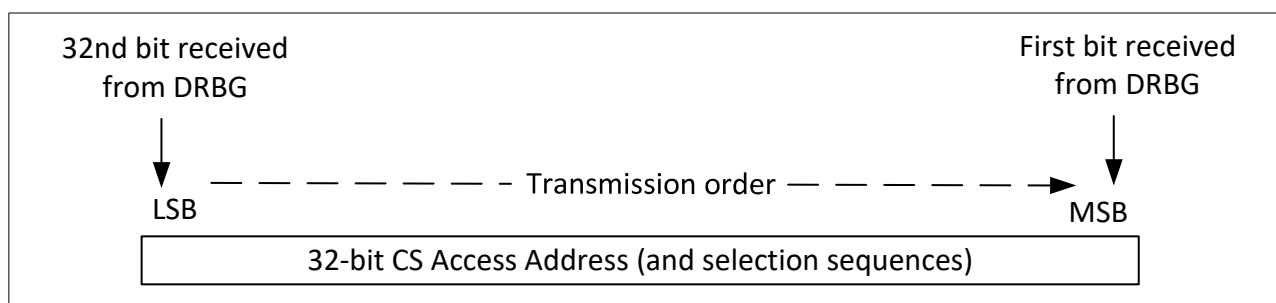 32nd bit received
from DRBG
First bit received
from DRBG
Transmission order
LSB
MSB
32-bit CS Access Address (and selection sequences)